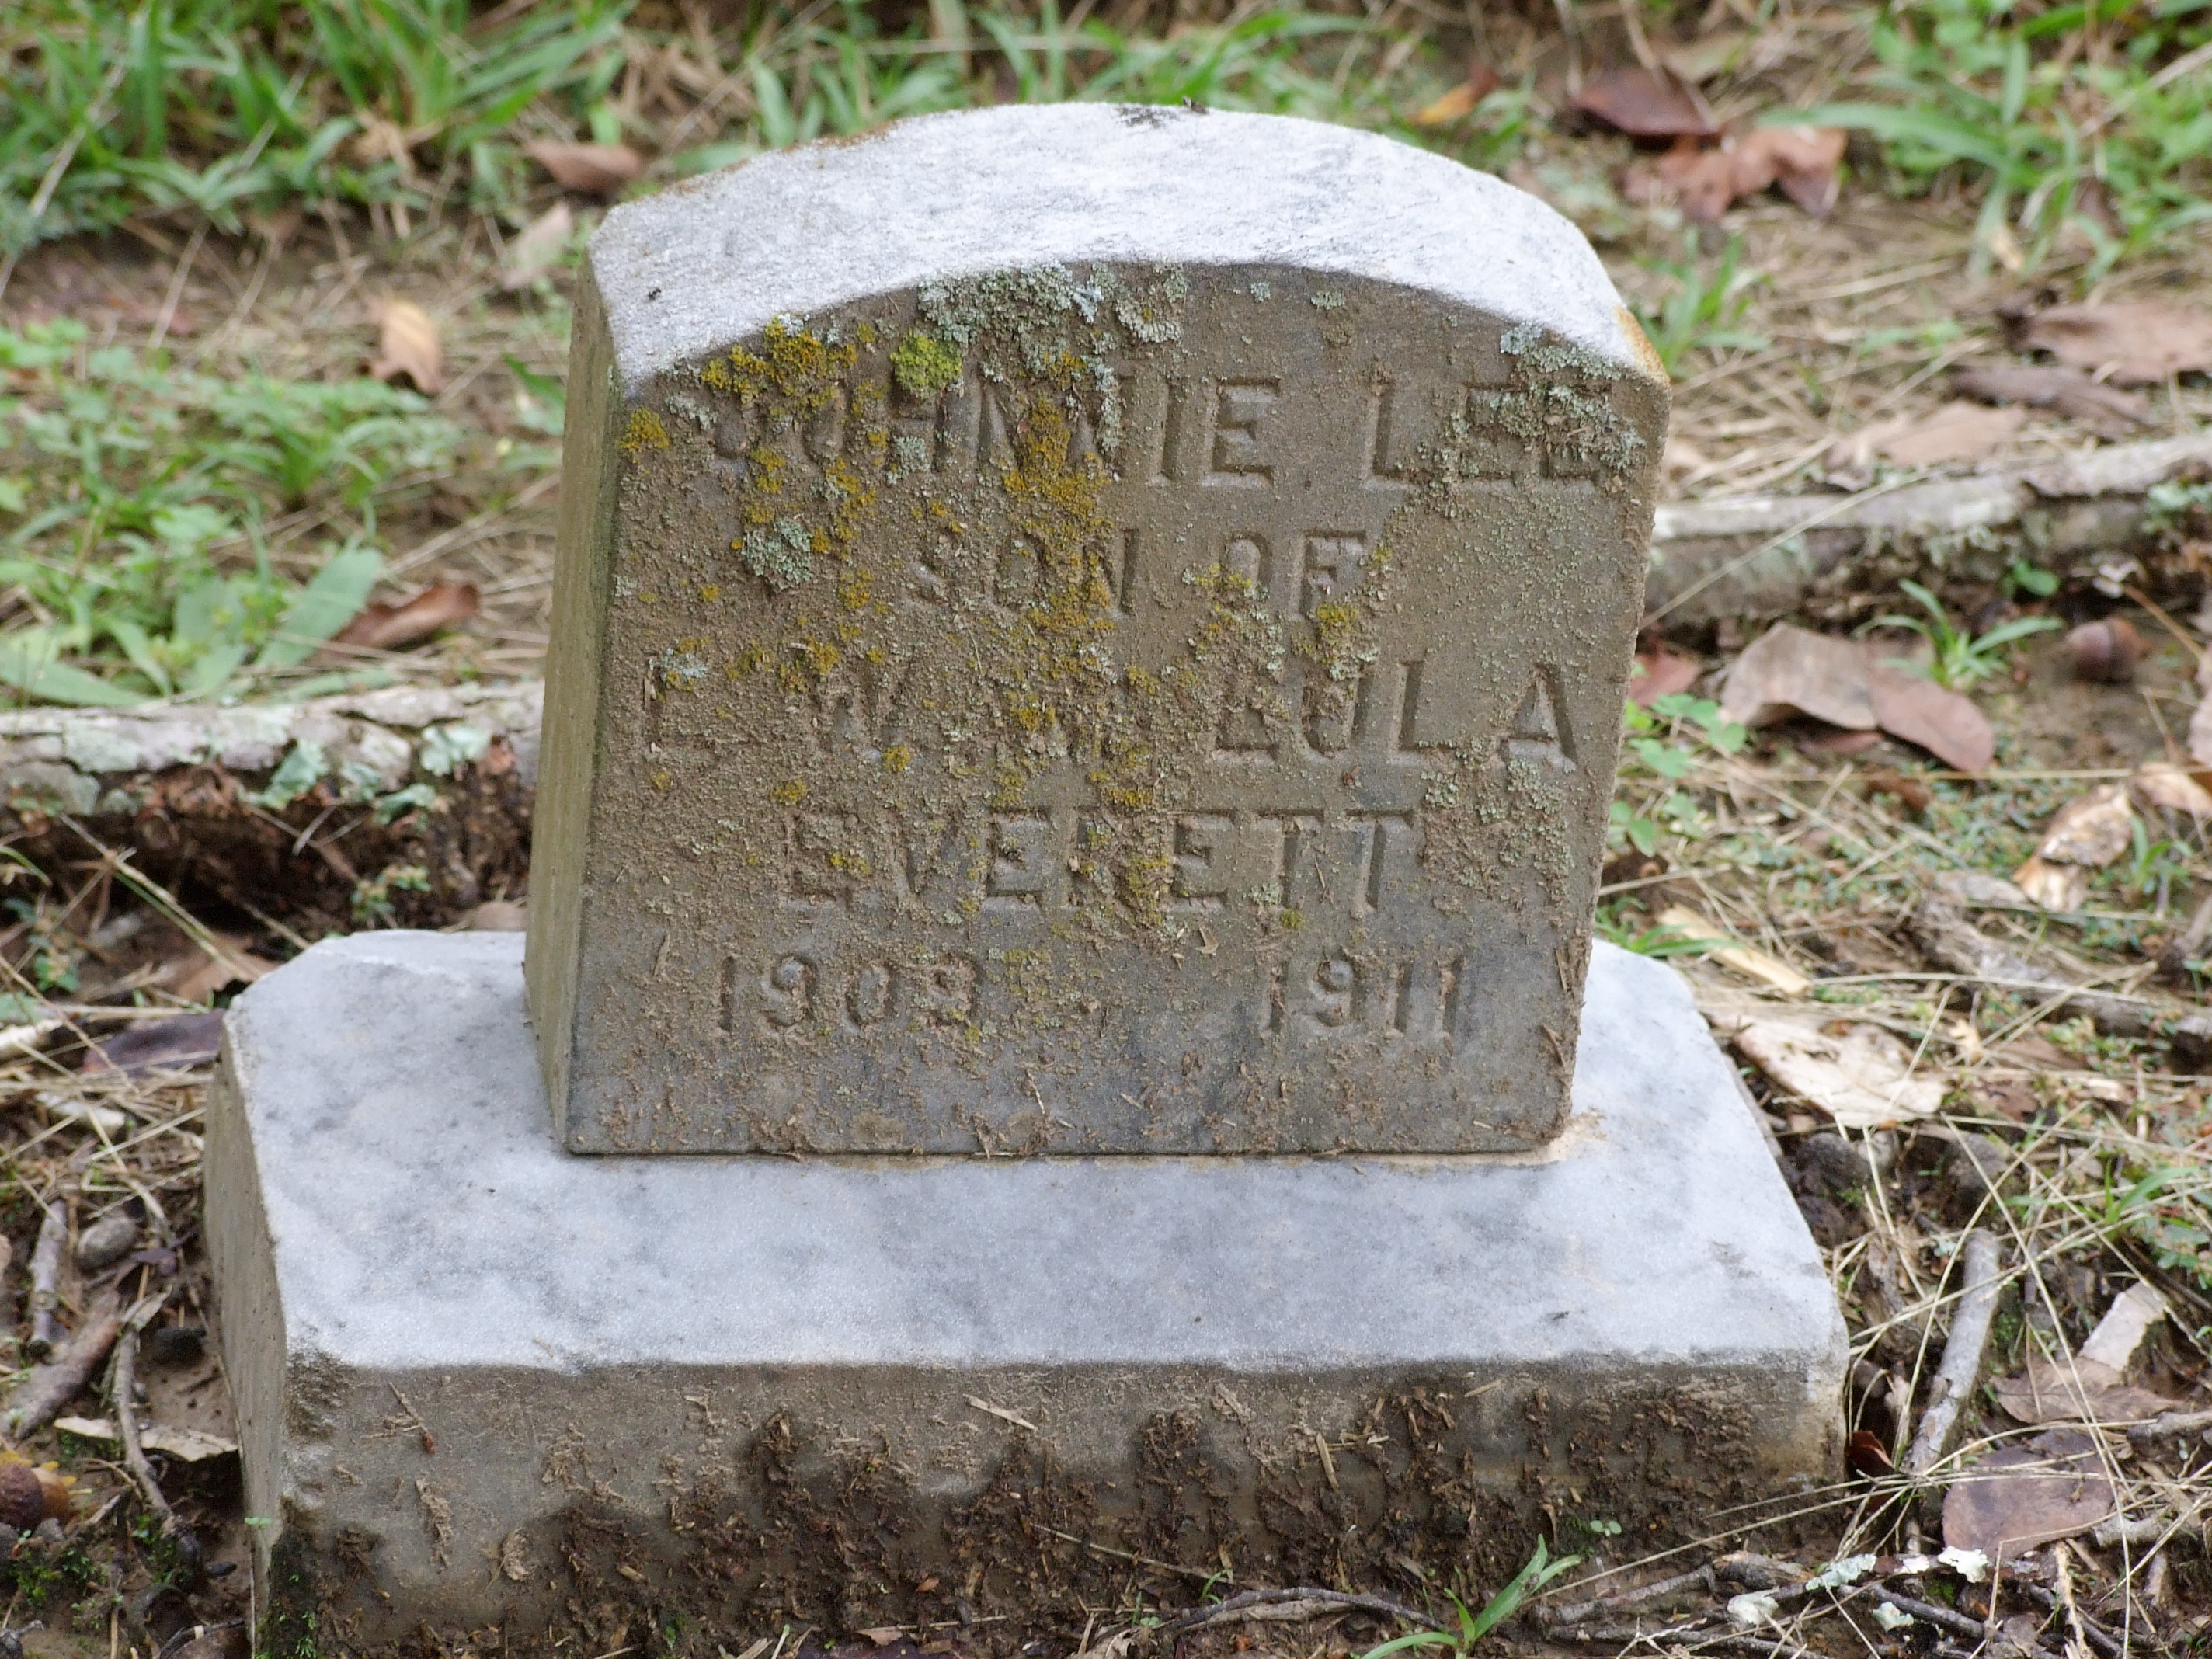 JOHNNIE LEE
SON OF
W. LULA
EVERETT
1909 1911